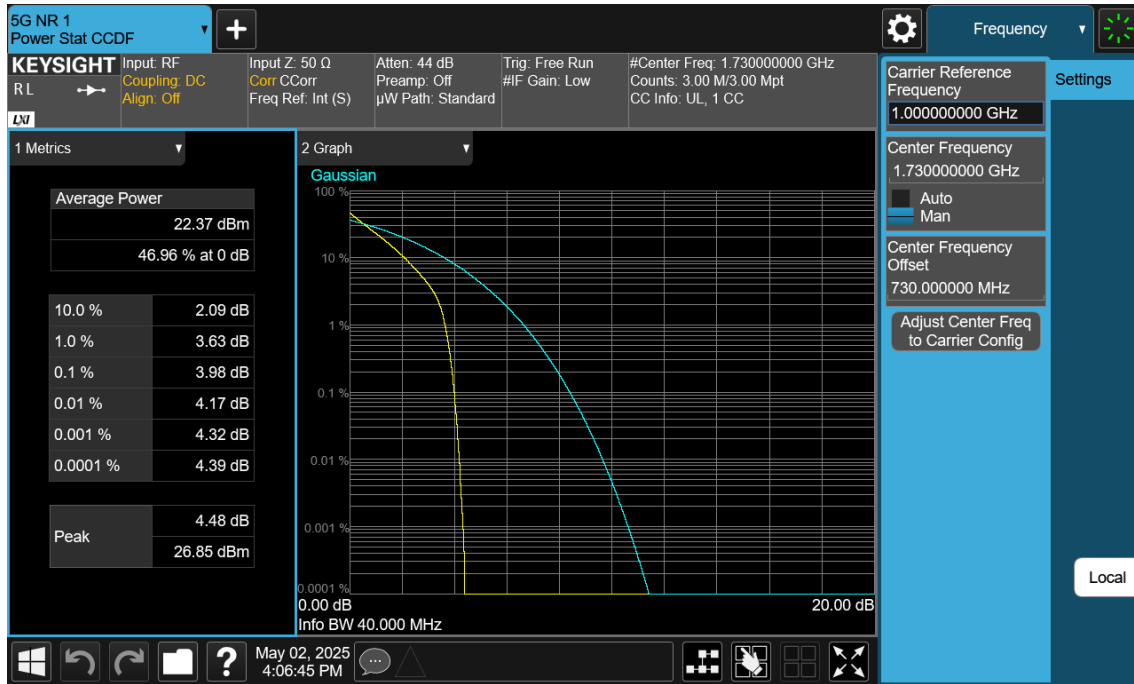 5G NR 1
Power Stat CCDF
Frequency
KEYSIGHT
R L
LXI
Input: RF
Coupling: DC
Align: Off
Input Z: 50 Ω
Corr CCorr
Freq Ref: Int (S)
Atten: 44 dB
Preamp: Off
µW Path: Standard
Trig: Free Run
#IF Gain: Low
#Center Freq: 1.730000000 GHz
Counts: 3.00 M/3.00 Mpt
CC Info: UL, 1 CC
1 Metrics
Average Power
22.37 dBm
46.96 % at 0 dB
10.0 % 2.09 dB
1.0 % 3.63 dB
0.1 % 3.98 dB
0.01 % 4.17 dB
0.001 % 4.32 dB
0.0001 % 4.39 dB
Peak
4.48 dB
26.85 dBm
2 Graph
Gaussian
100 %
10 %
1 %
0.1 %
0.01 %
0.001 %
0.0001 %
0.00 dB 20.00 dB
Info BW 40.000 MHz
Carrier Reference
Frequency
1.000000000 GHz
Center Frequency
1.730000000 GHz
Auto
Man
Center Frequency
Offset
730.000000 MHz
Adjust Center Freq
to Carrier Config
Settings
Local
?
May 02, 2025
4:06:45 PM